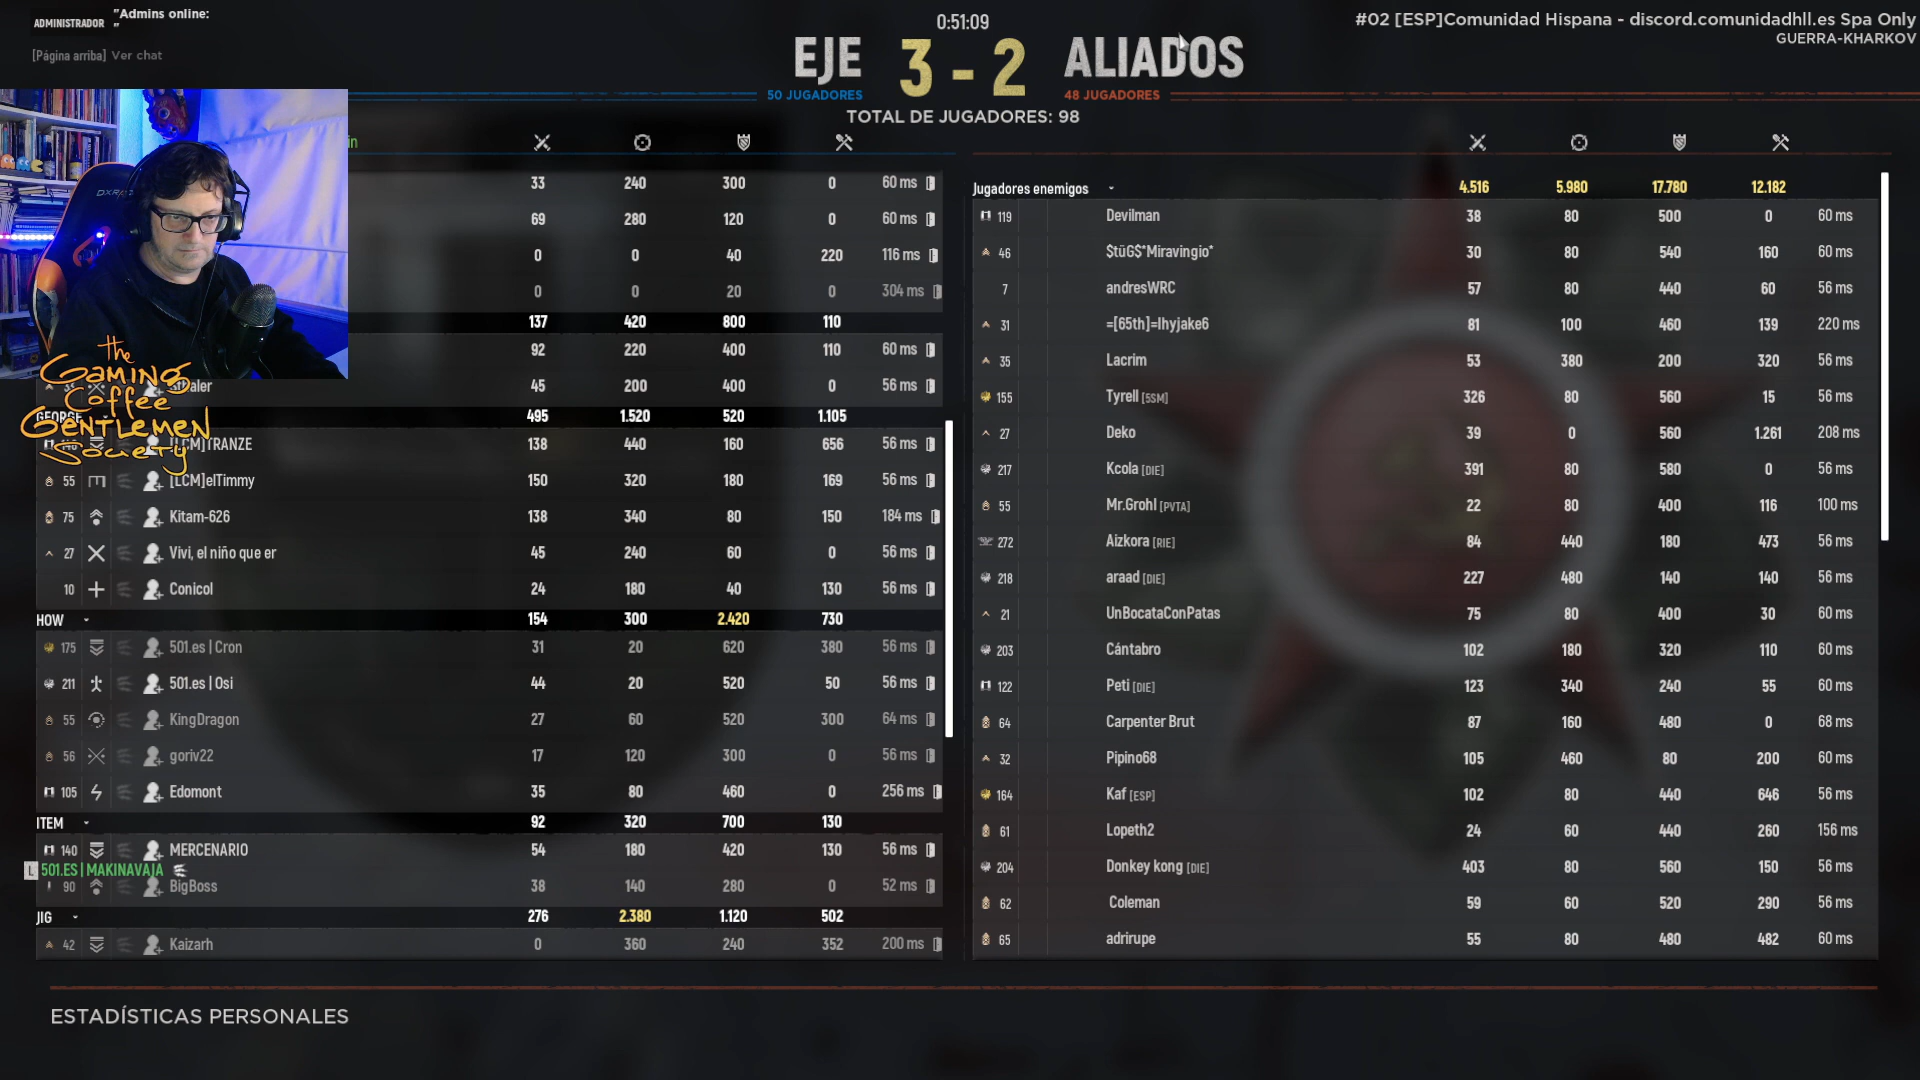 ADMINISTRADOR
"Admins online:
"
[Página arriba] Ver chat
0:51:09
EJE 3 - 2 ALIADOS
50 JUGADORES
48 JUGADORES
TOTAL DE JUGADORES: 98
#02 [ESP]Comunidad Hispana - discord.comunidadhll.es Spa Only
GUERRA-KHARKOV
in
33 240 300 0 60 ms
69 280 120 0 60 ms
0 0 40 220 116 ms
0 0 20 0 304 ms
137 420 800 110
92 220 400 110 60 ms
45 200 400 0 56 ms
GEORGE 495 1.520 520 1.105
[LCM]TRANZE 138 440 160 656 56 ms
55 [LCM]elTimmy 150 320 180 169 56 ms
75 Kitam-626 138 340 80 150 184 ms
27 Vivi, el niño que er 45 240 60 0 56 ms
10 Conicol 24 180 40 130 56 ms
HOW 154 300 2.420 730
175 501.es | Cron 31 20 620 380 56 ms
211 501.es | Osi 44 20 520 50 56 ms
55 KingDragon 27 60 520 300 64 ms
56 goriv22 17 120 300 0 56 ms
105 Edomont 35 80 460 0 256 ms
ITEM 92 320 700 130
140 MERCENARIO 54 180 420 130 56 ms
L 501.ES | MAKINAVAJA
90 BigBoss 38 140 280 0 52 ms
JIG 276 2.380 1.120 502
42 Kaizarh 0 360 240 352 200 ms
the
Gaming
Coffee
Gentlemen
Society
Jugadores enemigos 4.516 5.980 17.780 12.182
119 Devilman 38 80 500 0 60 ms
46 $tüG$*Miravingio* 30 80 540 160 60 ms
7 andresWRC 57 80 440 60 56 ms
31 =[65th]=lhyjake6 81 100 460 139 220 ms
35 Lacrim 53 380 200 320 56 ms
155 Tyrell [5SM] 326 80 560 15 56 ms
27 Deko 39 0 560 1.261 208 ms
217 Kcola [DIE] 391 80 580 0 56 ms
55 Mr.Grohl [PVTA] 22 80 400 116 100 ms
272 Aizkora [RIE] 84 440 180 473 56 ms
218 araad [DIE] 227 480 140 140 56 ms
21 UnBocataConPatas 75 80 400 30 60 ms
203 Cántabro 102 180 320 110 60 ms
122 Peti [DIE] 123 340 240 55 60 ms
64 Carpenter Brut 87 160 480 0 68 ms
32 Pipino68 105 460 80 200 60 ms
164 Kaf [ESP] 102 80 440 646 56 ms
61 Lopeth2 24 60 440 260 156 ms
204 Donkey kong [DIE] 403 80 560 150 56 ms
62 Coleman 59 60 520 290 56 ms
65 adrirupe 55 80 480 482 60 ms
ESTADÍSTICAS PERSONALES